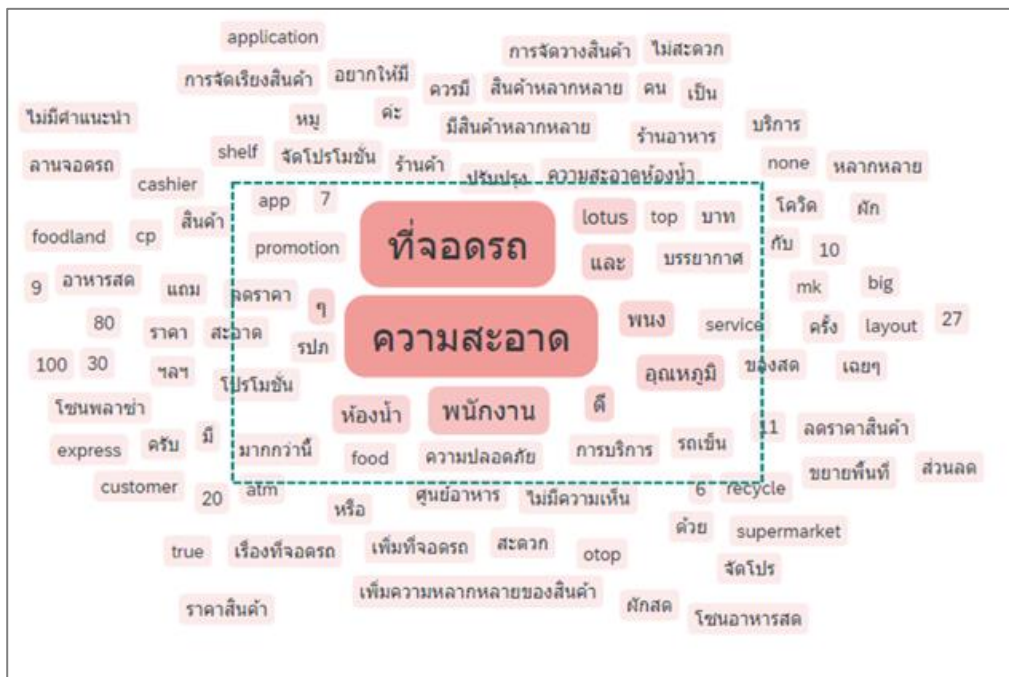 application
การจัดวางสินค้า ไม่สะดวก
การจัดเรียงสินค้า อยากให้มี ควรมี สินค้าหลากหลาย คน เป็น
ไม่มีคำแนะนำ หมู ค่ะ มีสินค้าหลากหลาย ร้านอาหาร บริการ
ลานจอดรถ shelf จัดโปรโมชั่น ร้านค้า ปรับปรุง ความสะอาดห้องน้ำ none หลากหลาย
cashier app 7 lotus top บาท โควิด ผัก
foodland cp สินค้า promotion ที่จอดรถ และ บรรยากาศ กับ 10
9 อาหารสด แถม ลดราคา ๆ mk big
80 ราคา สะอาด รปภ ความสะอาด พนง service ครั้ง layout 27
100 30 ฯลฯ โปรโมชั่น อุณหภูมิ ของสด เฉยๆ
โซนพลาซ่า ห้องน้ำ พนักงาน ดี 11 ลดราคาสินค้า
express ครับ มี มากกว่านี้ food ความปลอดภัย การบริการ รถเข็น ขยายพื้นที่ ส่วนลด
customer 20 atm หรือ ศูนย์อาหาร ไม่มีความเห็น 6 recycle
true เรื่องที่จอดรถ เพิ่มที่จอดรถ สะดวก otop ด้วย supermarket
จัดโปร
ราคาสินค้า เพิ่มความหลากหลายของสินค้า ผักสด โซนอาหารสด